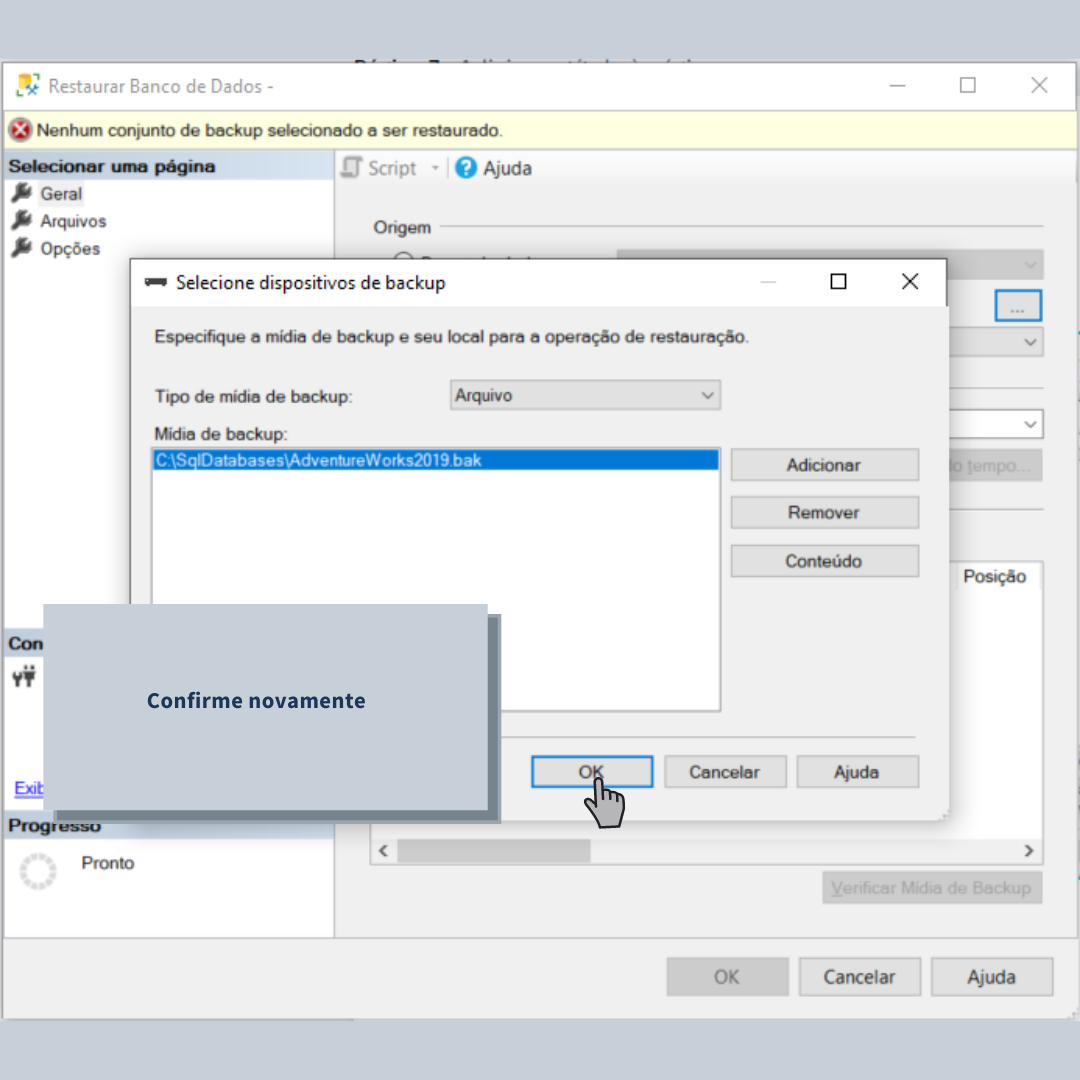 Restaurar Banco de Dados -
Nenhum conjunto de backup selecionado a ser restaurado.
Selecionar uma página
Geral
Arquivos
Opções
Script
Ajuda
Origem
...
Selecione dispositivos de backup
Especifique a mídia de backup e seu local para a operação de restauração.
Tipo de mídia de backup:
Arquivo
Mídia de backup:
C:\SqlDatabases\AdventureWorks2019.bak
Adicionar
Remover
Conteúdo
tempo...
Posição
Con
Confirme novamente
OK
Cancelar
Ajuda
Exib
Progresso
Pronto
Verificar Mídia de Backup
OK
Cancelar
Ajuda